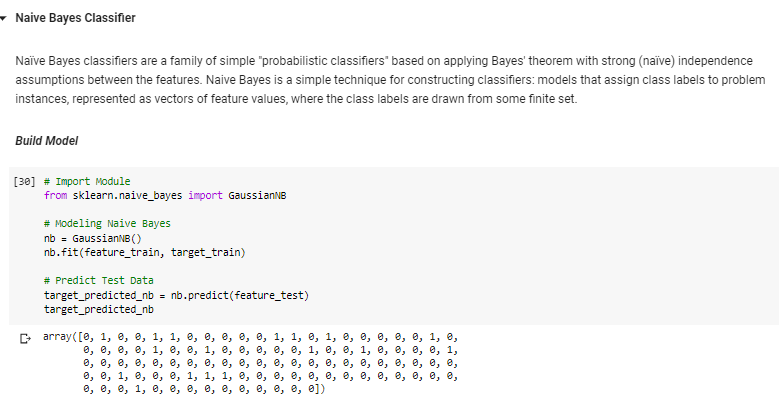 Naive Bayes Classifier
Naïve Bayes classifiers are a family of simple "probabilistic classifiers" based on applying Bayes' theorem with strong (naïve) independence
assumptions between the features. Naive Bayes is a simple technique for constructing classifiers: models that assign class labels to problem
instances, represented as vectors of feature values, where the class labels are drawn from some finite set.
Build Model
[30] # Import Module
from sklearn.naive_bayes import GaussianNB
# Modeling Naive Bayes
nb = GaussianNB()
nb.fit(feature_train, target_train)
# Predict Test Data
target_predicted_nb = nb.predict(feature_test)
target_predicted_nb
array([0, 1, 0, 0, 1, 1, 0, 0, 0, 0, 0, 1, 1, 0, 1, 0, 0, 0, 0, 0, 1, 0,
0, 0, 0, 0, 1, 0, 0, 1, 0, 0, 0, 0, 0, 1, 0, 0, 1, 0, 0, 0, 0, 1,
0, 0, 0, 0, 0, 0, 0, 0, 0, 0, 0, 0, 0, 0, 0, 0, 0, 0, 0, 0, 0, 0,
0, 0, 1, 0, 0, 0, 1, 1, 1, 0, 0, 0, 0, 0, 0, 0, 0, 0, 0, 0, 0, 0,
0, 0, 0, 1, 0, 0, 0, 0, 0, 0, 0, 0, 0, 0])